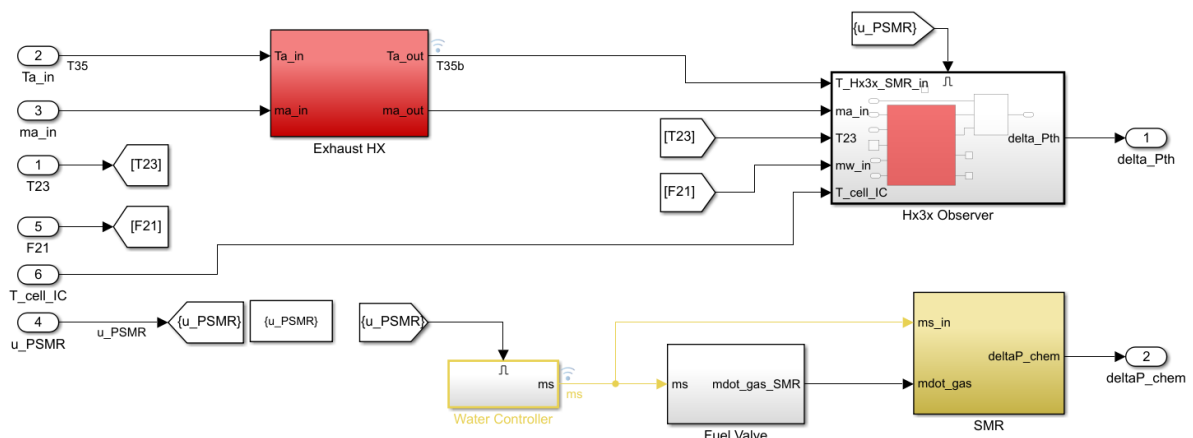 {u_PSMR}
2
Ta_in
T35
Ta_in
Ta_out
T35b
ma_in
ma_out
Exhaust HX
3
ma_in
T_Hx3x_SMR_in
ma_in
T23
mw_in
T_cell_IC
delta_Pth
Hx3x Observer
1
delta_Pth
[T23]
[F21]
1
T23
[T23]
5
F21
[F21]
6
T_cell_IC
4
u_PSMR
u_PSMR
{u_PSMR}
{u_PSMR}
{u_PSMR}
ms
ms
Water Controller
ms
mdot_gas_SMR
Fuel Valve
ms_in
mdot_gas
deltaP_chem
SMR
2
deltaP_chem